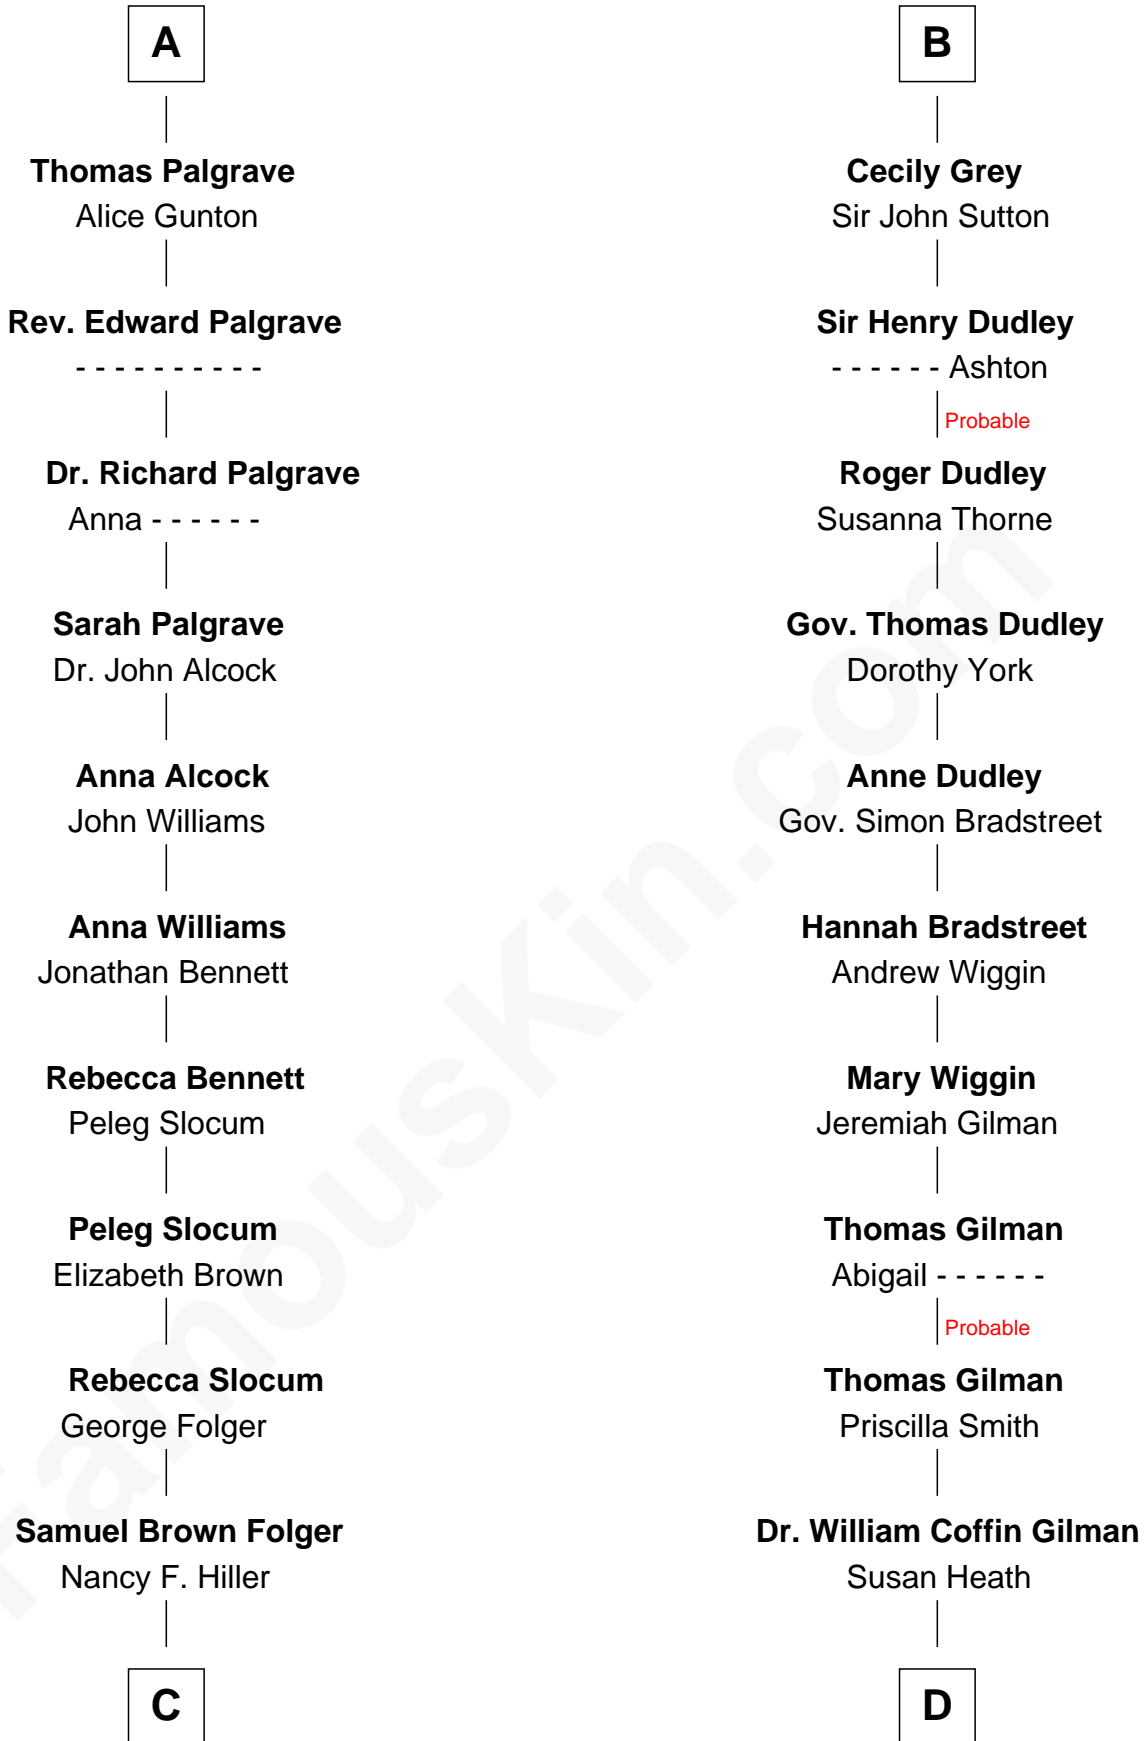 A
Thomas Palgrave
Alice Gunton
Rev. Edward Palgrave
- - - - - - - - - -
Dr. Richard Palgrave
Anna - - - - - -
Sarah Palgrave
Dr. John Alcock
Anna Alcock
John Williams
Anna Williams
Jonathan Bennett
Rebecca Bennett
Peleg Slocum
Peleg Slocum
Elizabeth Brown
Rebecca Slocum
George Folger
Samuel Brown Folger
Nancy F. Hiller
C
B
Cecily Grey
Sir John Sutton
Sir Henry Dudley
- - - - - - Ashton
Probable
Roger Dudley
Susanna Thorne
Gov. Thomas Dudley
Dorothy York
Anne Dudley
Gov. Simon Bradstreet
Hannah Bradstreet
Andrew Wiggin
Mary Wiggin
Jeremiah Gilman
Thomas Gilman
Abigail - - - - - -
Probable
Thomas Gilman
Priscilla Smith
Dr. William Coffin Gilman
Susan Heath
D
FamousKin.com